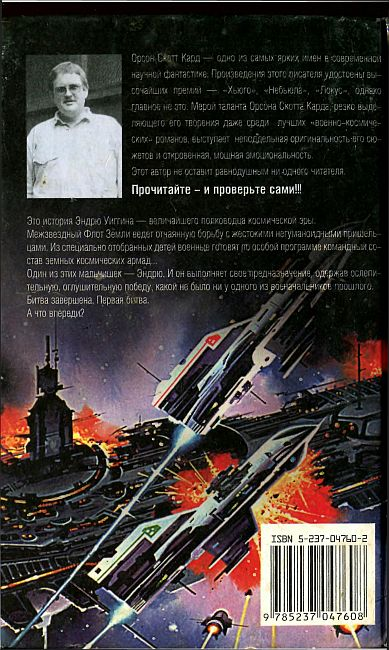 Орсон Скотт Кард — одно из самых ярких имен в современной
научной фантастике. Произведения этого писателя удостоены вы-
сочайших премий — «Хьюго», «Небьюла», «Локус», однако
главное не это. Мерой таланта Орсона Скотта Карда, резко выде-
ляющего его творения даже среди лучших «военно-космичес-
ких» романов, выступает неподдельная оригинальность его сю-
жетов и откровенная, мощная эмоциональность.
Этот автор не оставит равнодушным ни одного читателя.
Прочитайте – и проверьте сами!!!
Это история Эндрю Уиггина — величайшего полководца космической эры.
Межзвездный Флот Земли ведет отчаянную борьбу с жестокими негуманоидными пришель-
цами. Из специально отобранных детей военные готовят по особой программе командный со-
став земных космических армад...
Один из этих мальчишек — Эндрю. И он выполняет свое предназначение, одержав ослепи-
тельную, оглушительную победу, какой не было ни у одного из военачальников прошлого.
Битва завершена. Первая битва.
А что впереди?
ISBN 5-237-04760-2
9 785237 047608